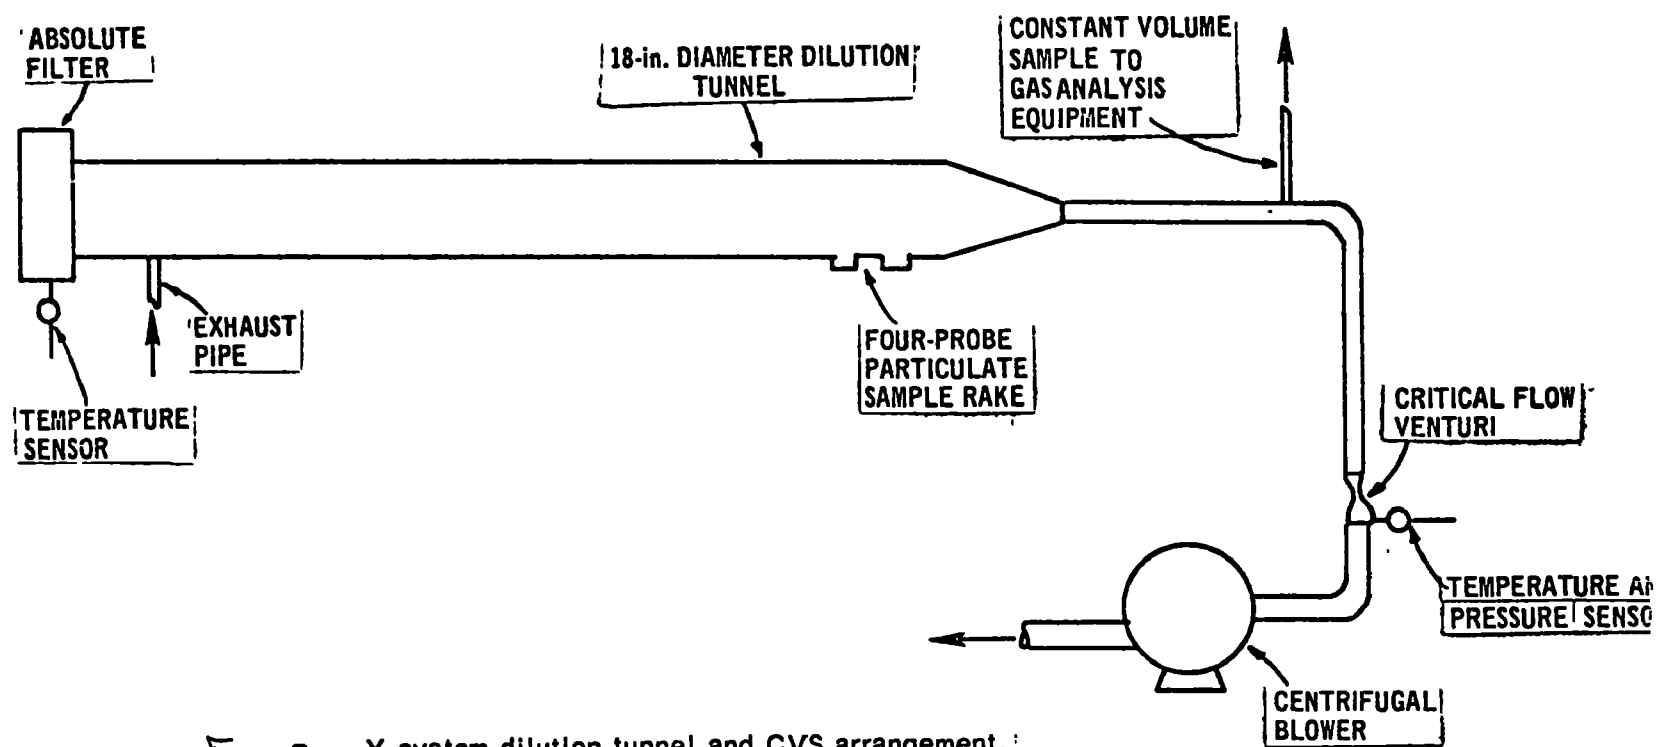 ABSOLUTE
FILTER
18-in. DIAMETER DILUTION
TUNNEL
CONSTANT VOLUME
SAMPLE TO
GAS ANALYSIS
EQUIPMENT
EXHAUST
PIPE
TEMPERATURE
SENSOR
FOUR-PROBE
PARTICULATE
SAMPLE RAKE
CRITICAL FLOW
VENTURI
TEMPERATURE
PRESSURE
CENTRIFUGAL
BLOWER
system dilution tunnel and CVS arrangement.